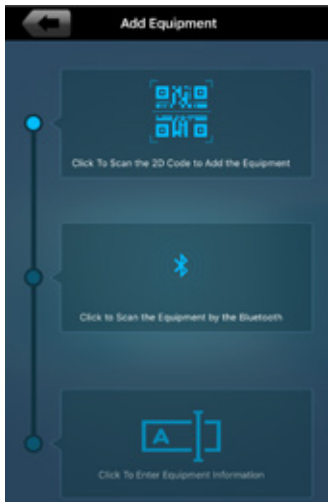 Add Equipment
Click To Scan the 2D Code to Add the Equipment
Click to Scan the Equipment by the Bluetooth
A
Click To Enter Equipment Information